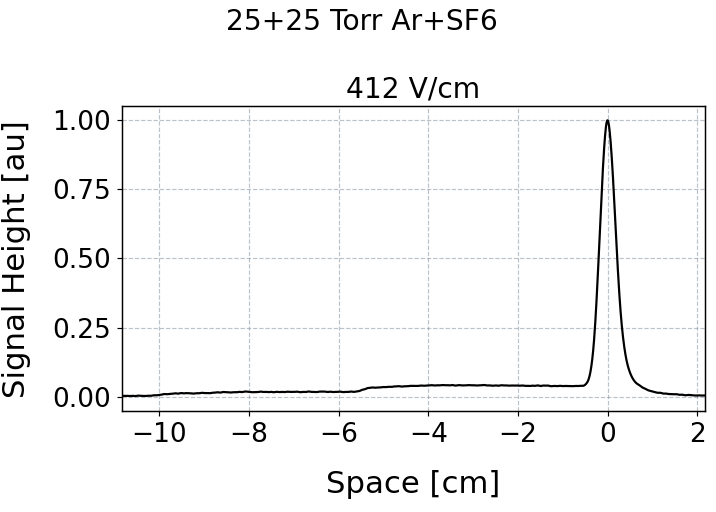 25+25 Torr Ar+SF6
412 V/cm
1.00
0.75
0.50
0.25
0.00
Signal Height [au]
−10 −8 −6 −4 −2 0 2
Space [cm]